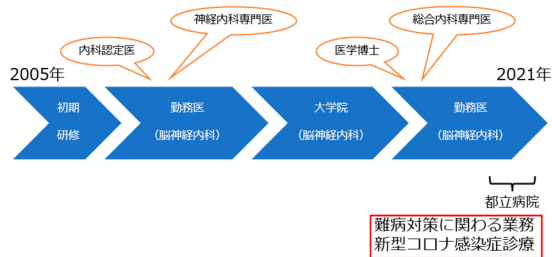 神経内科専門医
総合内科専門医
内科認定医
医学博士
2005年
2021年
初期
研修
勤務医
(脳神経内科)
大学院
(脳神経内科)
勤務医
(脳神経内科)
都立病院
難病対策に関わる業務
新型コロナ感染症診療